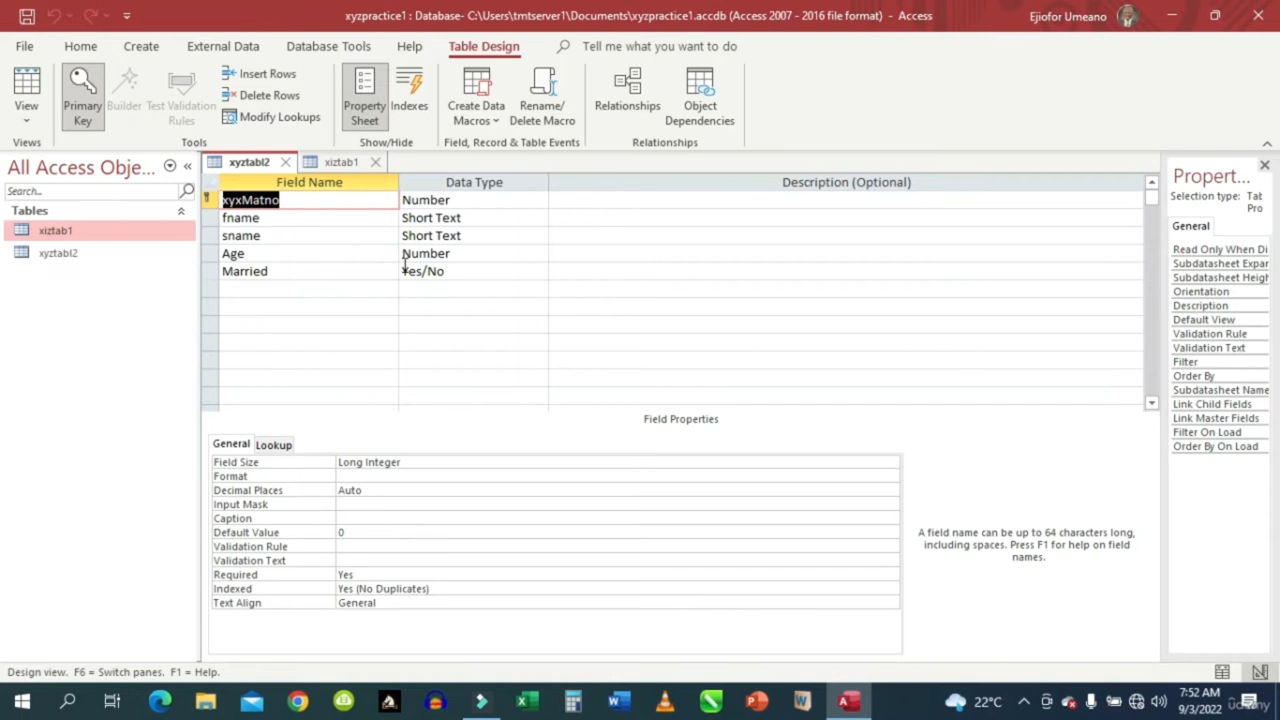 xyzpractice1 : Database- C:\Users\tmtserver1\Documents\xyzpractice1.accdb (Access 2007 - 2016 file format) - Access
Ejiofor Umeano
File Home Create External Data Database Tools Help Table Design Tell me what you want to do
View
Views
Primary Key
Builder
Test Validation Rules
Insert Rows
Delete Rows
Modify Lookups
Tools
Property Sheet
Indexes
Show/Hide
Create Data Macros
Rename/ Delete Macro
Field, Record & Table Events
Relationships
Object Dependencies
Relationships
All Access Obje...
Search...
Tables
xiztab1
xyztabl2
xyztabl2 xiztab1
Field Name Data Type Description (Optional)
xyxMatno Number
fname Short Text
sname Short Text
Age Number
Married Yes/No
Field Properties
General Lookup
Field Size Long Integer
Format
Decimal Places Auto
Input Mask
Caption
Default Value 0
Validation Rule
Validation Text
Required Yes
Indexed Yes (No Duplicates)
Text Align General
A field name can be up to 64 characters long,
including spaces. Press F1 for help on field
names.
Propert...
Selection type: Tat
Pro
General
Read Only When Di
Subdatasheet Expar
Subdatasheet Heigh
Orientation
Description
Default View
Validation Rule
Validation Text
Filter
Order By
Subdatasheet Name
Link Child Fields
Link Master Fields
Filter On Load
Order By On Load
Design view. F6 = Switch panes. F1 = Help.
22°C
7:52 AM
9/3/2022
udemy